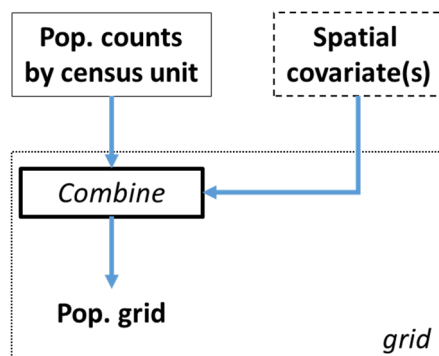 Pop. counts
by census unit
Spatial
covariate(s)
Combine
Pop. grid
grid